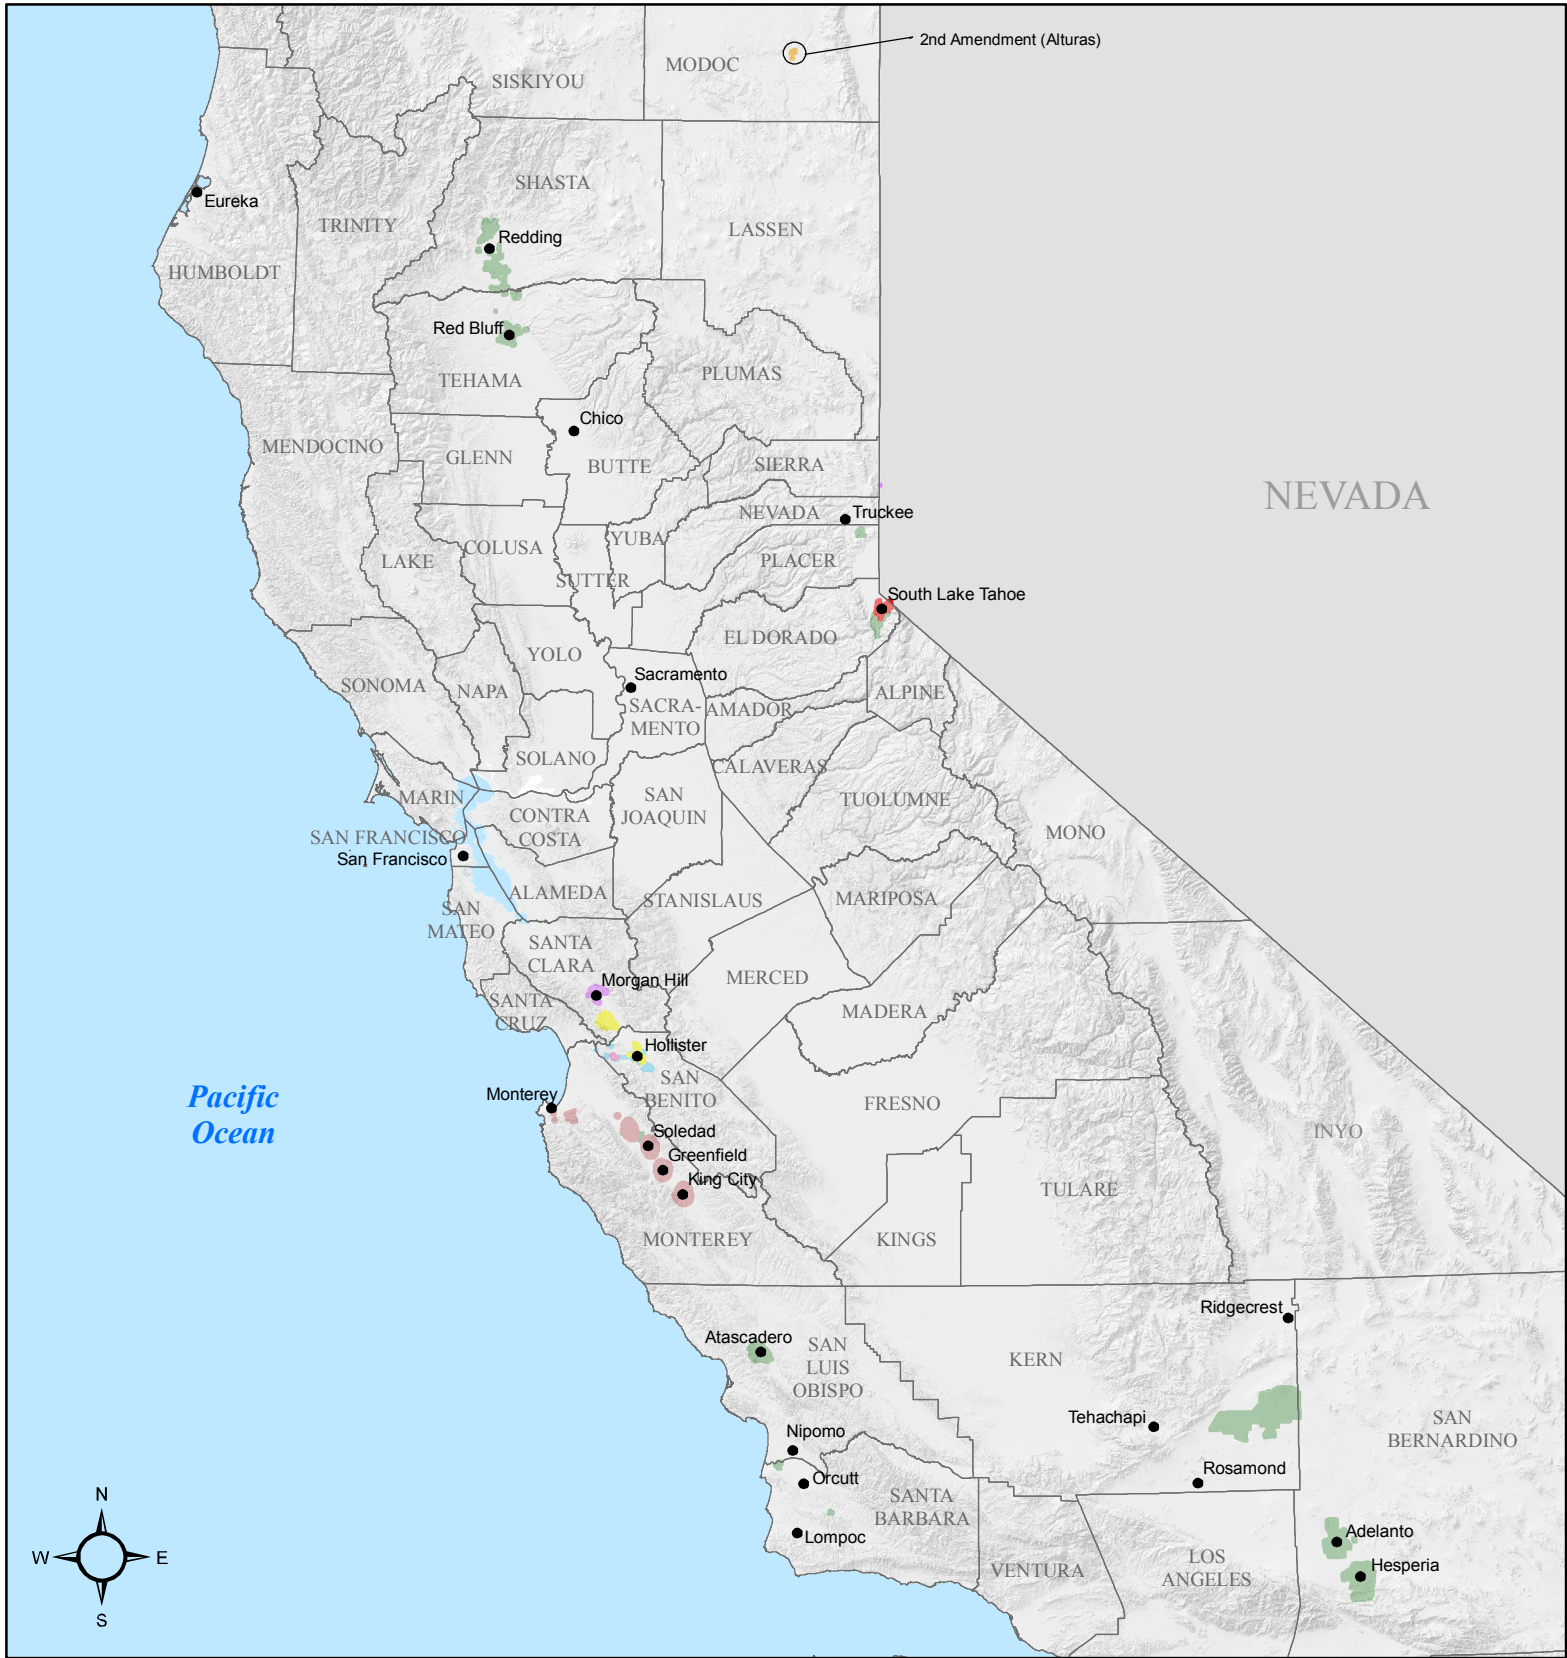 2nd Amendment (Alturas)
MODOC
SISKIYOU
SHASTA
Eureka
TRINITY
LASSEN
Redding
HUMBOLDT
Red Bluff
PLUMAS
TEHAMA
Chico
MENDOCINO
GLENN
BUTTE
SIERRA
NEVADA
NEVADA
Truckee
YUBA
COLUSA
LAKE
PLACER
SUTTER
South Lake Tahoe
EL DORADO
YOLO
Sacramento
SONOMA
NAPA
ALPINE
SACRA-
MENTO
AMADOR
SOLANO
CALAVERAS
MARIN
SAN
JOAQUIN
TUOLUMNE
CONTRA
COSTA
MONO
SAN FRANCISCO
San Francisco
ALAMEDA
STANISLAUS
MARIPOSA
SAN
MATEO
SANTA
CLARA
MERCED
Morgan Hill
SANTA
CRUZ
MADERA
Hollister
SAN
BENITO
Monterey
FRESNO
Pacific
Ocean
INYO
Soledad
Greenfield
King City
TULARE
MONTEREY
KINGS
Ridgecrest
Atascadero
SAN
LUIS
OBISPO
KERN
Tehachapi
SAN
BERNARDINO
Nipomo
Orcutt
Rosamond
SANTA
BARBARA
Lompoc
Adelanto
LOS
ANGELES
VENTURA
Hesperia
N
W
E
S